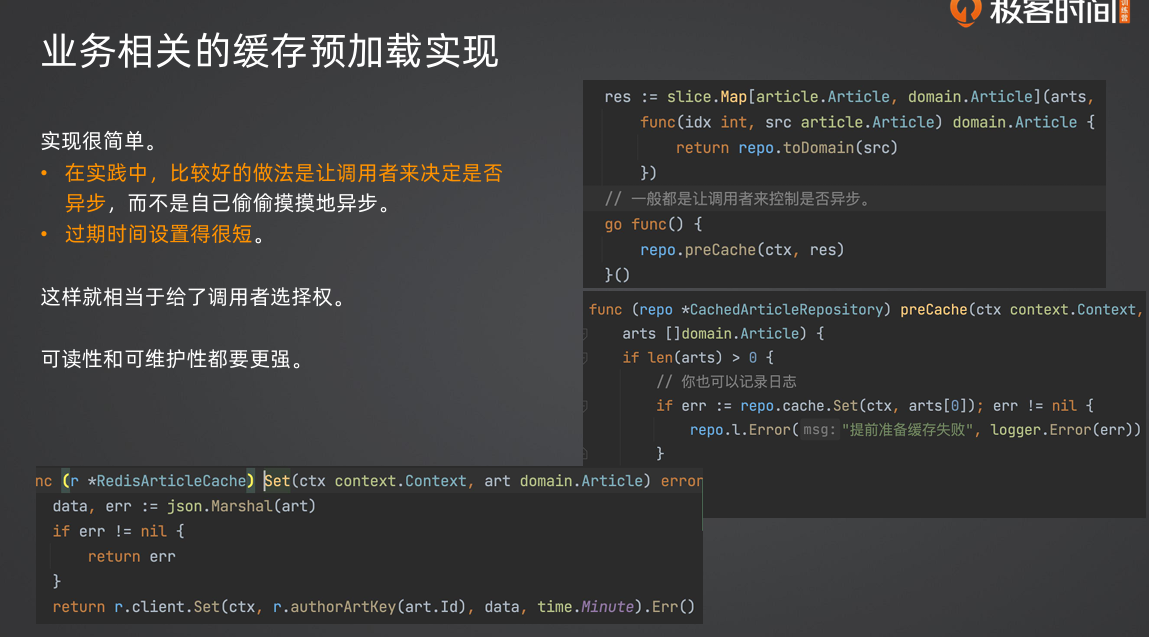 极客时间 训练营
业务相关的缓存预加载实现
实现很简单。
• 在实践中，比较好的做法是让调用者来决定是否
异步，而不是自己偷偷摸摸地异步。
• 过期时间设置得很短。
这样就相当于给了调用者选择权。
可读性和可维护性都要更强。
res := slice.Map[article.Article, domain.Article](arts,
func(idx int, src article.Article) domain.Article {
return repo.toDomain(src)
})
// 一般都是让调用者来控制是否异步。
go func() {
repo.preCache(ctx, res)
}()
func (repo *CachedArticleRepository) preCache(ctx context.Context,
arts []domain.Article) {
if len(arts) > 0 {
// 你也可以记录日志
if err := repo.cache.Set(ctx, arts[0]); err != nil {
repo.l.Error( msg: "提前准备缓存失败", logger.Error(err))
}
nc (r *RedisArticleCache) Set(ctx context.Context, art domain.Article) error
data, err := json.Marshal(art)
if err != nil {
return err
}
return r.client.Set(ctx, r.authorArtKey(art.Id), data, time.Minute).Err()